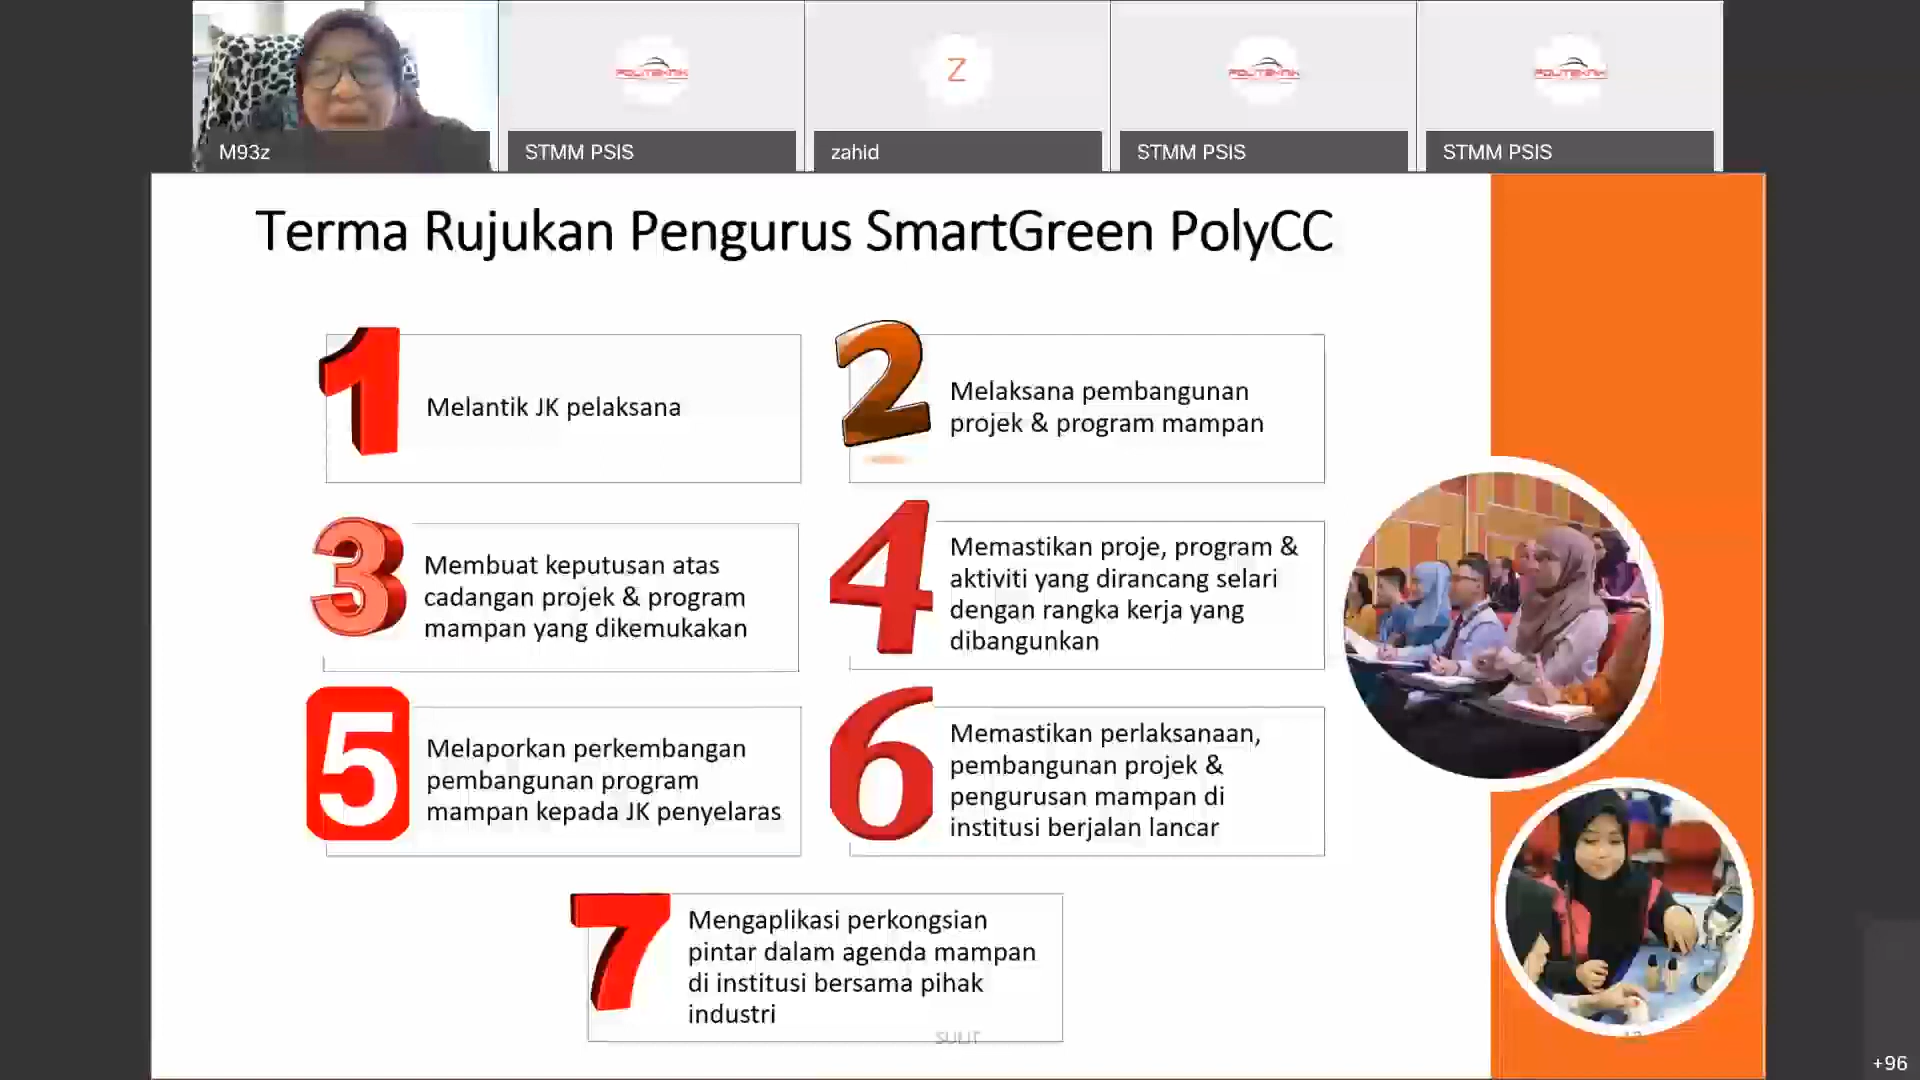 POLITEKNIK
Z
POLITEKNIK
POLITEKNIK
M93z
STMM PSIS
zahid
STMM PSIS
STMM PSIS
Terma Rujukan Pengurus SmartGreen PolyCC
1
Melantik JK pelaksana
2
Melaksana pembangunan
projek & program mampan
3
Membuat keputusan atas
cadangan projek & program
mampan yang dikemukakan
4
Memastikan proje, program &
aktiviti yang dirancang selari
dengan rangka kerja yang
dibangunkan
5
Melaporkan perkembangan
pembangunan program
mampan kepada JK penyelaras
6
Memastikan perlaksanaan,
pembangunan projek &
pengurusan mampan di
institusi berjalan lancar
7
Mengaplikasi perkongsian
pintar dalam agenda mampan
di institusi bersama pihak
industri
SULIT
+96